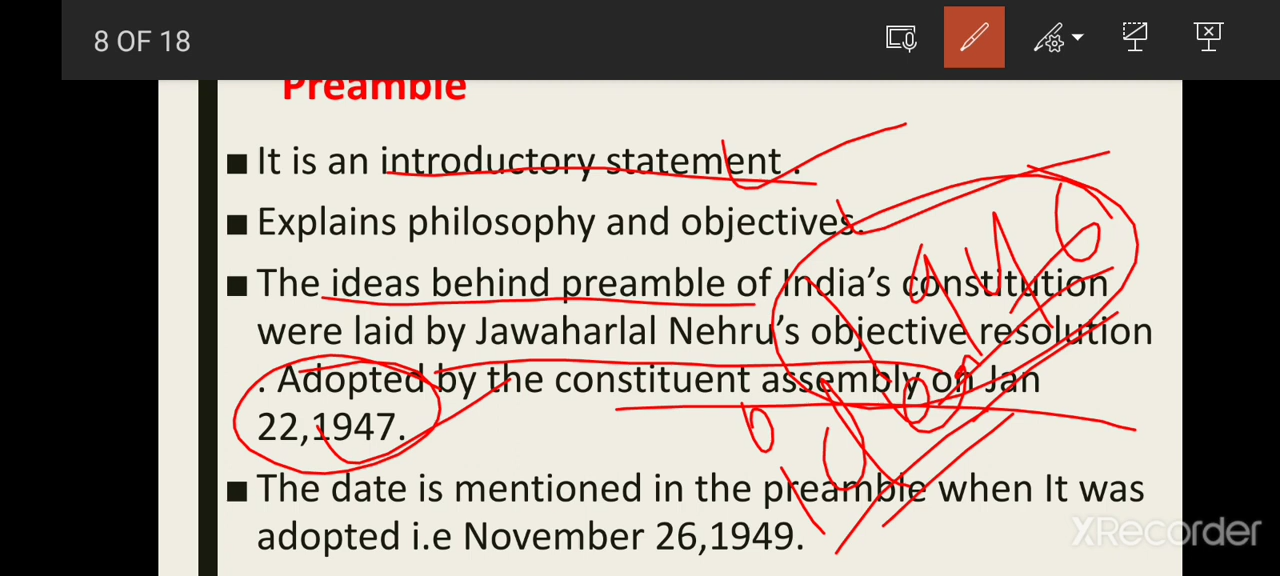 8 OF 18
Preamble
■ It is an introductory statement .
■ Explains philosophy and objectives.
■ The ideas behind preamble of India's constitution
were laid by Jawaharlal Nehru's objective resolution
. Adopted by the constituent assembly on Jan
22,1947.
■ The date is mentioned in the preamble when It was
adopted i.e November 26,1949.
XRecorder